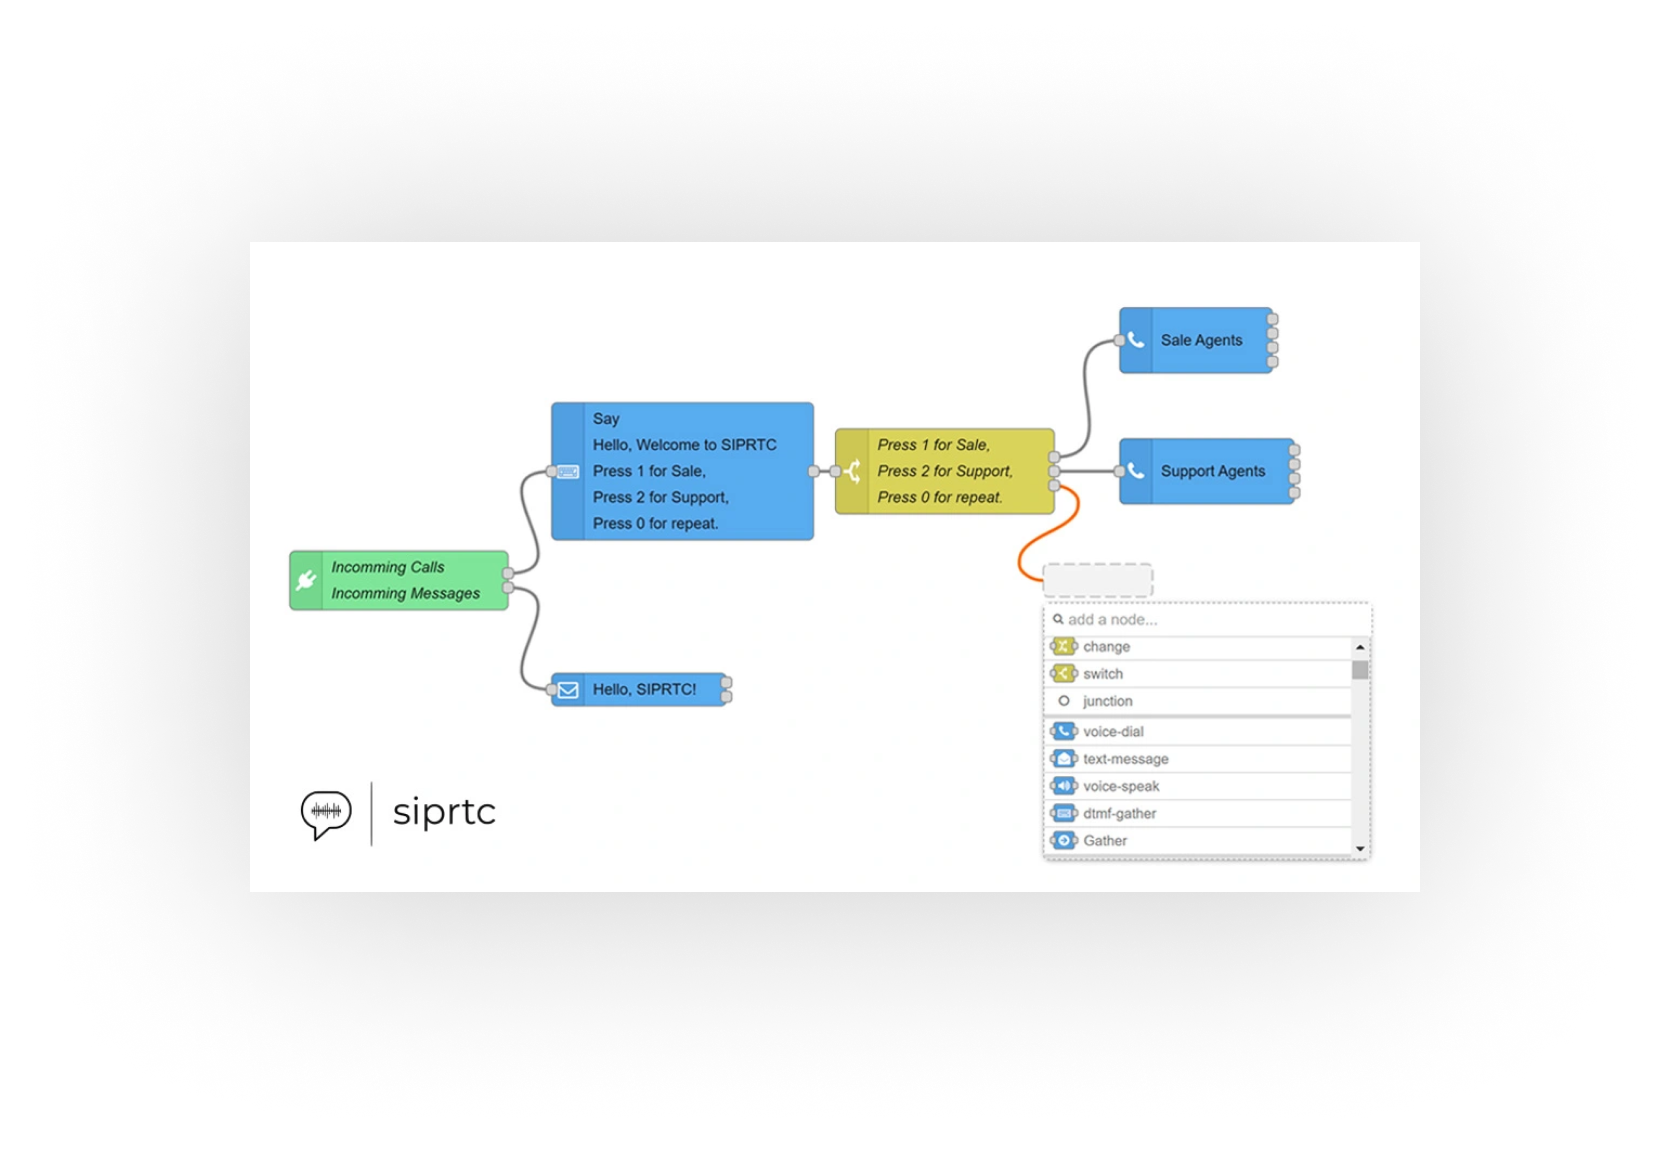 Sale Agents
Say
Hello, Welcome to SIPRTC
Press 1 for Sale,
Press 2 for Support,
Press 0 for repeat.
Press 1 for Sale,
Press 2 for Support,
Press 0 for repeat.
Support Agents
Incomming Calls
Incomming Messages
Hello, SIPRTC!
add a node...
change
switch
junction
voice-dial
text-message
voice-speak
dtmf-gather
Gather
siprtc